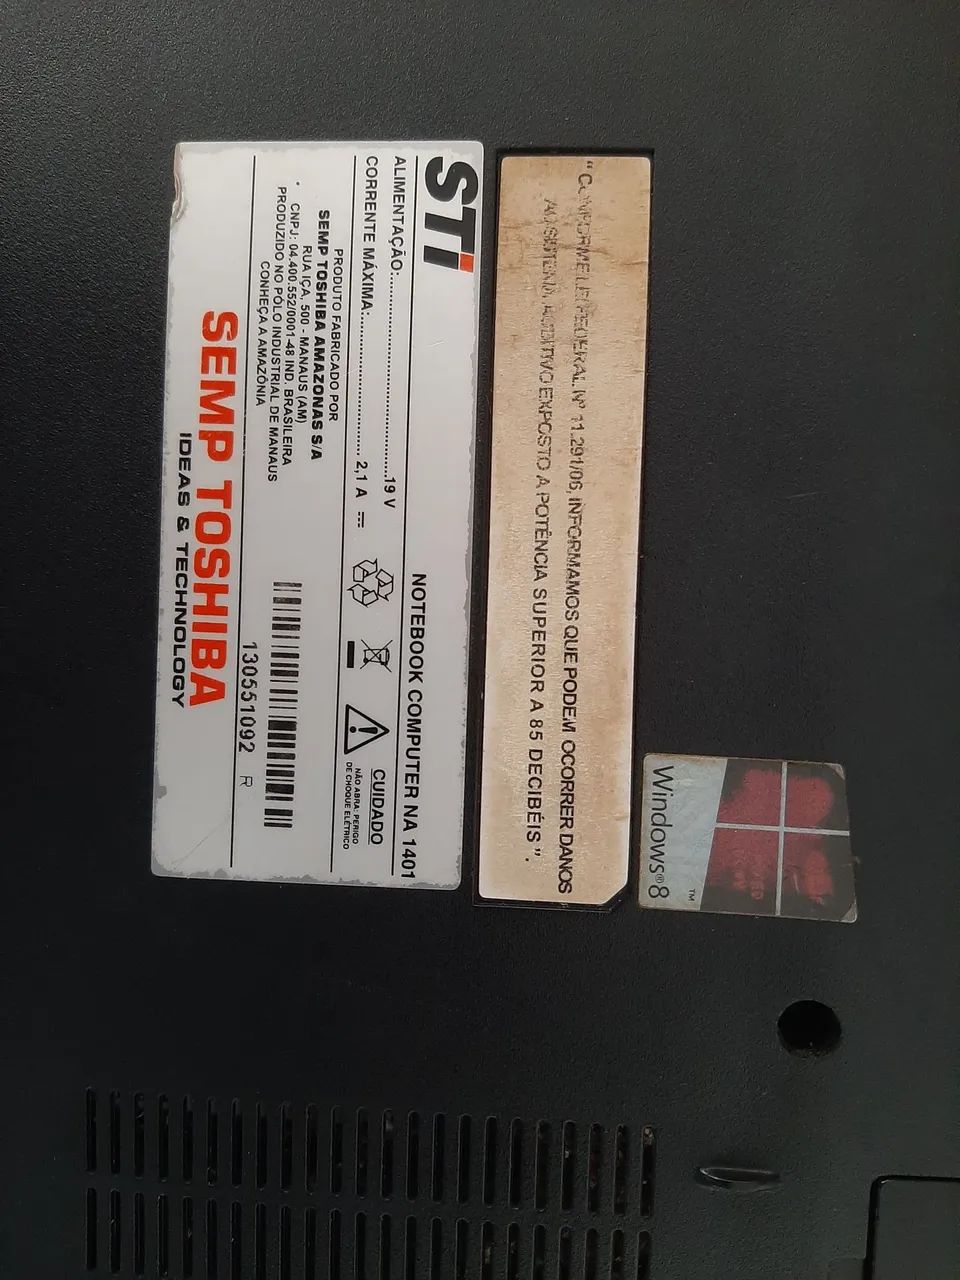 STi
NOTEBOOK COMPUTER NA 1401
ALIMENTAÇÃO:..........................................19 V
CORRENTE MÁXIMA:.............................. 2,1 A
CUIDADO
NÃO ABRA: PERIGO
DE CHOQUE ELÉTRICO
PRODUTO FABRICADO POR
SEMP TOSHIBA AMAZONAS S/A
RUA IÇA, 500 - MANAUS (AM)
CNPJ: 04.400.552/0001-48 IND. BRASILEIRA
PRODUZIDO NO PÓLO INDUSTRIAL DE MANAUS
CONHEÇA A AMAZÔNIA
130551092 R
SEMP TOSHIBA
IDEAS & TECHNOLOGY
"CONFORME LEI FEDERAL Nº 11.291/06, INFORMAMOS QUE PODEM OCORRER DANOS
AO SISTEMA AUDITIVO EXPOSTO A POTÊNCIA SUPERIOR A 85 DECIBÉIS".
Windows®8™